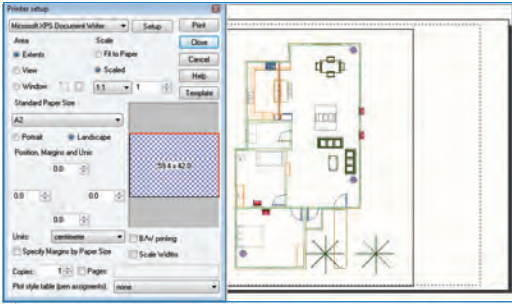 Printer setup
Microsoft XPS Document Writer Setup Print
Area Scale Close
Extents Fit to Paper Cancel
View Scaled Help
Window 1:1 1 Template
Standard Paper Size
A2
Portrait Landscape
Position, Margins and Unix
0.0
59.4 x 42.0
0.0 0.0
0.0
Units: centimeter B/W printing
Specify Margins by Paper Size Scale Widths
Copies: 1 Pages
Plot style table (pen assigments): none